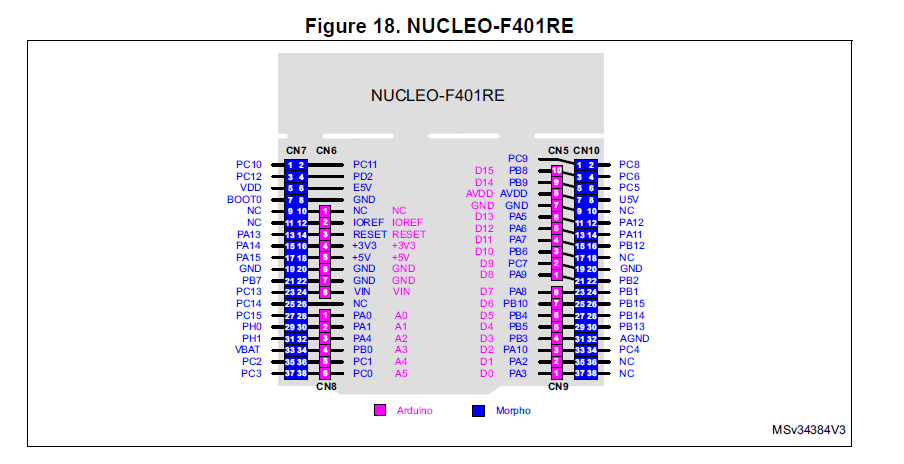 Figure 18. NUCLEO-F401RE
NUCLEO-F401RE
CN7 CN6 CN5 CN10
PC9
PC10 1 2 PC11 D15 PB8 10 1 2 PC8
PC12 3 4 PD2 D14 PB9 9 3 4 PC6
VDD 5 6 E5V AVDD AVDD 8 5 6 PC5
BOOT0 7 8 GND GND GND 7 7 8 U5V
NC 9 10 1 NC NC D13 PA5 6 9 10 NC
NC 11 12 2 IOREF IOREF D12 PA6 5 11 12 PA12
PA13 13 14 3 RESET RESET D11 PA7 4 13 14 PA11
PA14 15 16 4 +3V3 +3V3 D10 PB6 3 15 16 PB12
PA15 17 18 5 +5V +5V D9 PC7 2 17 18 NC
GND 19 20 6 GND GND D8 PA9 1 19 20 GND
PB7 21 22 7 GND GND 21 22 PB2
PC13 23 24 8 VIN VIN D7 PA8 8 23 24 PB1
PC14 25 26 NC D6 PB10 7 25 26 PB15
PC15 27 28 1 PA0 A0 D5 PB4 6 27 28 PB14
PH0 29 30 2 PA1 A1 D4 PB5 5 29 30 PB13
PH1 31 32 3 PA4 A2 D3 PB3 4 31 32 AGND
VBAT 33 34 4 PB0 A3 D2 PA10 3 33 34 PC4
PC2 35 36 5 PC1 A4 D1 PA2 2 35 36 NC
PC3 37 38 6 PC0 A5 D0 PA3 1 37 38 NC
CN8 CN9
Arduino Morpho
MSv34384V3